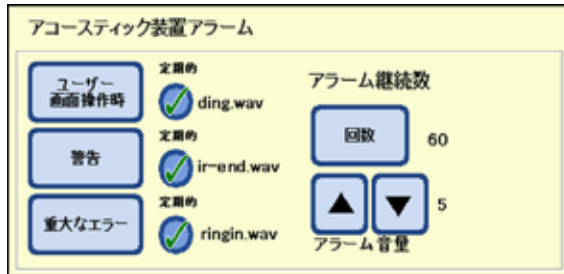 アコースティック装置アラーム
ユーザー
画面操作時
定期的
ding.wav
警告
定期的
ir-end.wav
重大なエラー
定期的
ringin.wav
アラーム継続数
回数
60
▲ ▼
5
アラーム音量